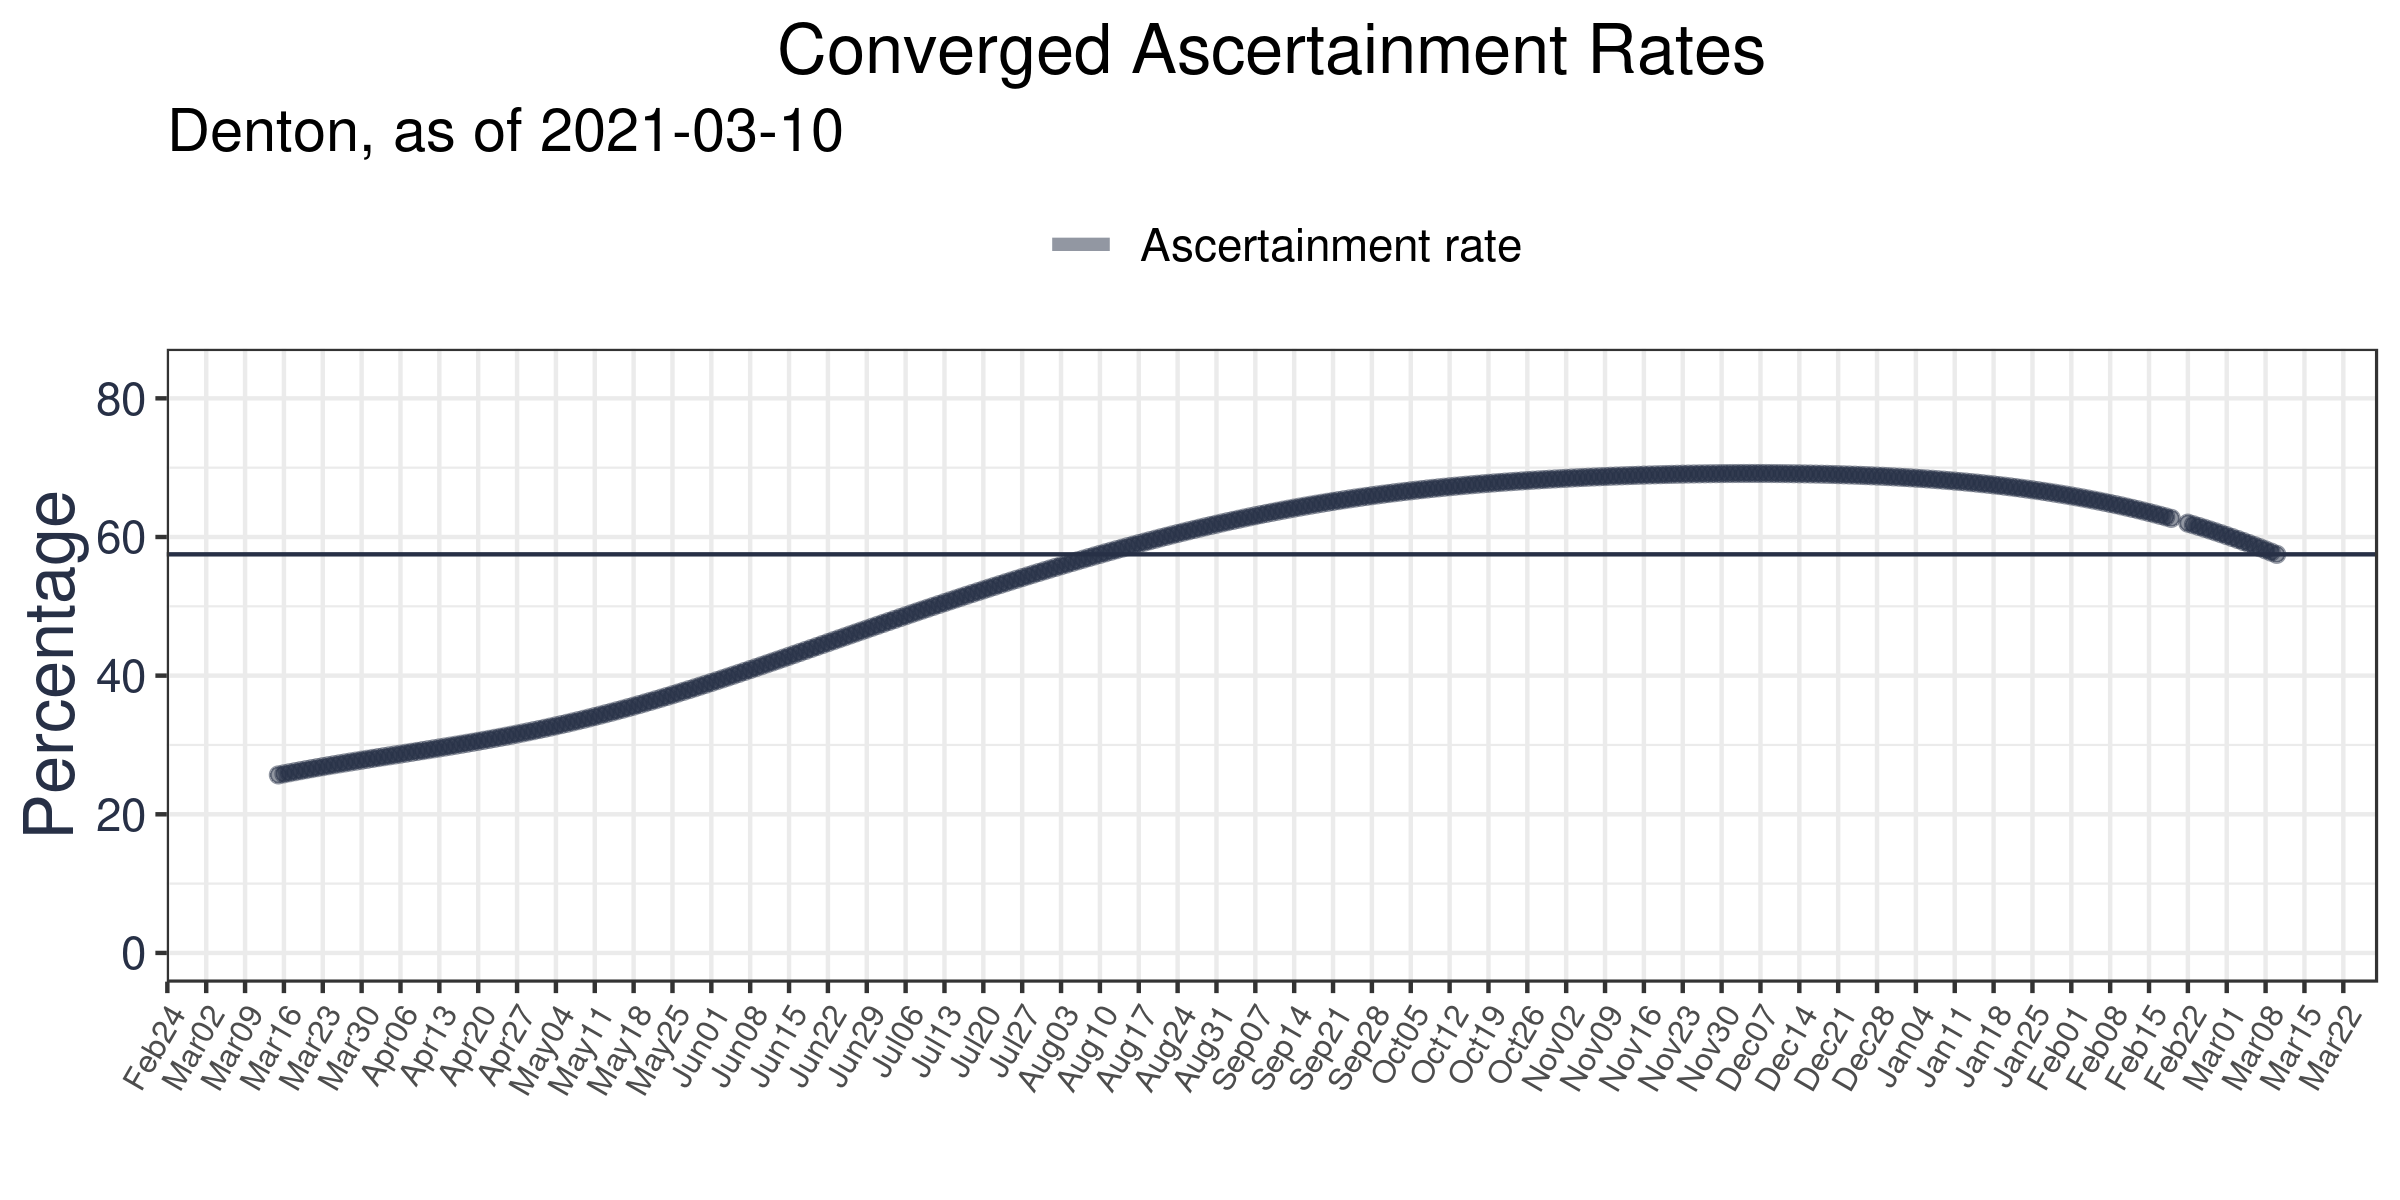 Converged Ascertainment Rates
Denton, as of 2021-03-10
Ascertainment rate
Percentage
80
60
40
20
0
Feb24 Mar02 Mar09 Mar16 Mar23 Mar30 Apr06 Apr13 Apr20 Apr27 May04 May11 May18 May25 Jun01 Jun08 Jun15 Jun22 Jun29 Jul06 Jul13 Jul20 Jul27 Aug03 Aug10 Aug17 Aug24 Aug31 Sep07 Sep14 Sep21 Sep28 Oct05 Oct12 Oct19 Oct26 Nov02 Nov09 Nov16 Nov23 Nov30 Dec07 Dec14 Dec21 Dec28 Jan04 Jan11 Jan18 Jan25 Feb01 Feb08 Feb15 Feb22 Mar01 Mar08 Mar15 Mar22